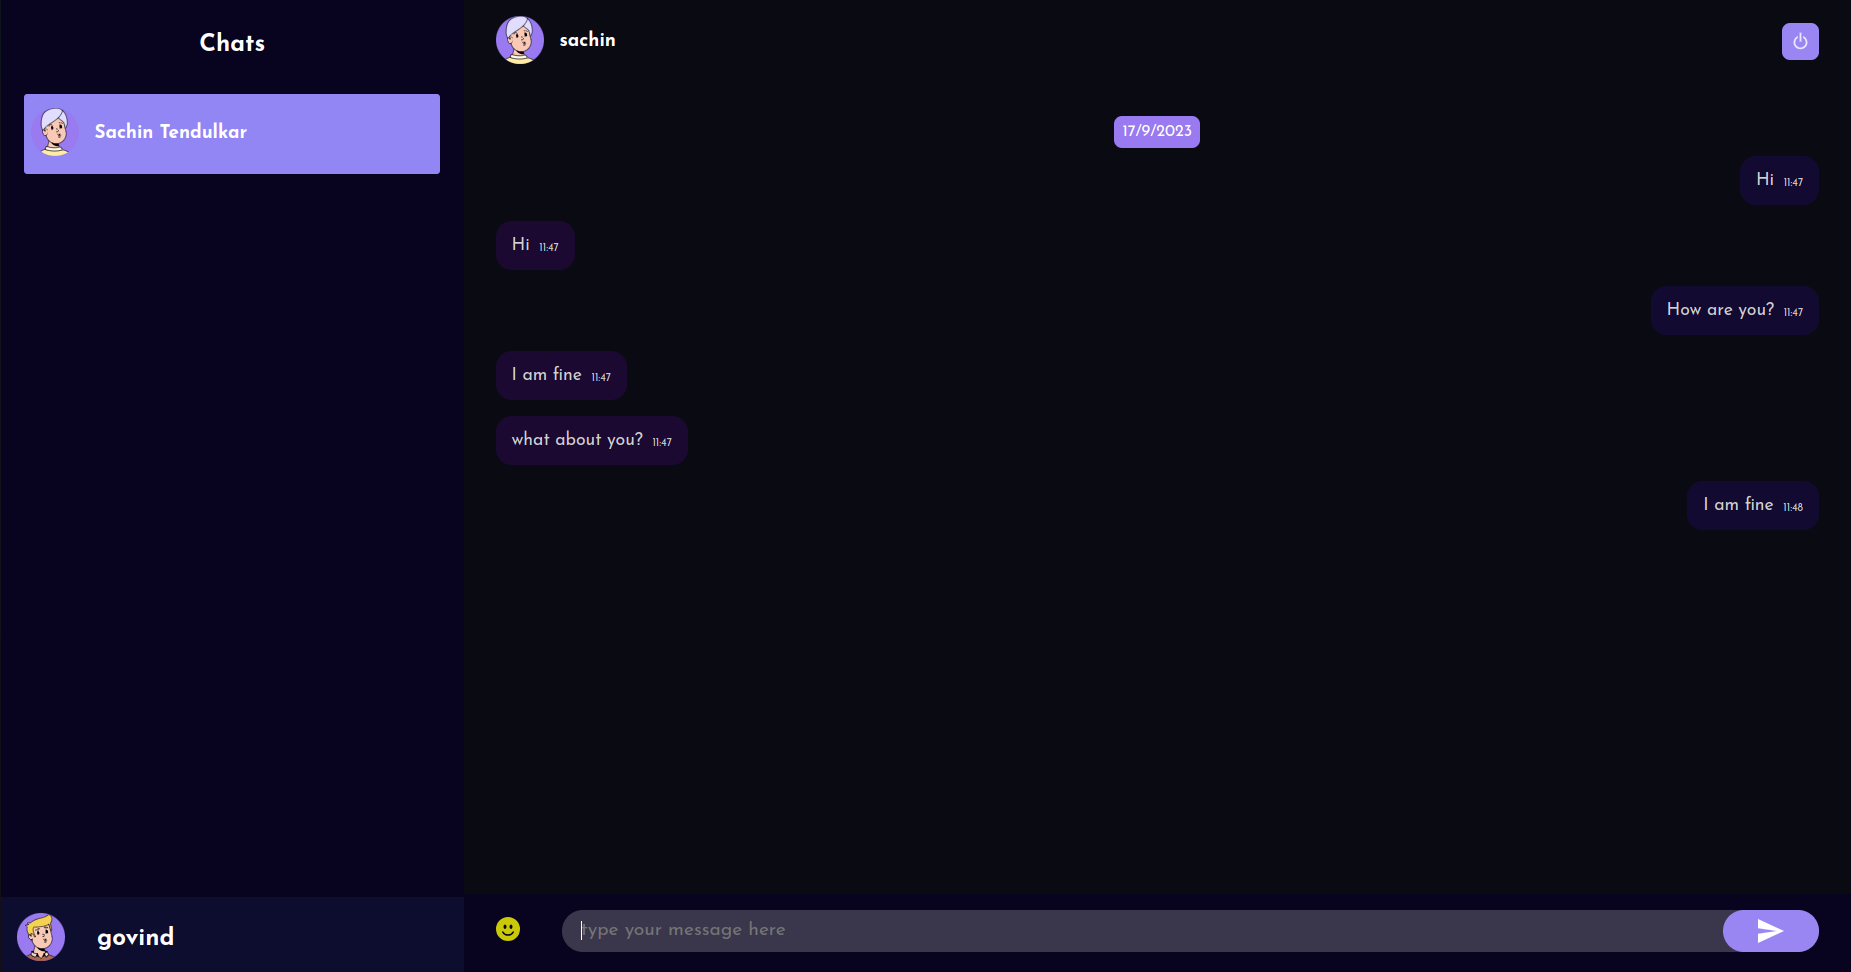 Chats
Sachin Tendulkar
govind
sachin
17/9/2023
Hi 11:47
Hi 11:47
How are you? 11:47
I am fine 11:47
what about you? 11:47
I am fine 11:48
type your message here